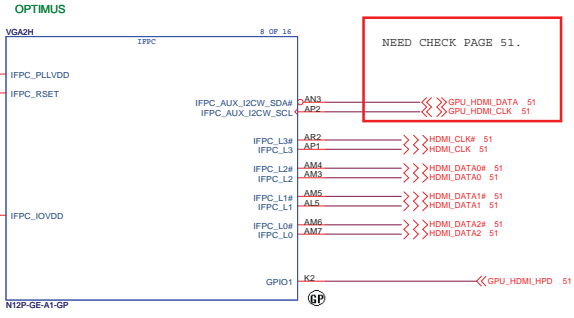 OPTIMUS
VGA2H
8 OF 16
IFPC
NEED CHECK PAGE 51.
IFPC_PLLVDD
IFPC_RSET
IFPC_AUX_I2CW_SDA# AN3 GPU_HDMI_DATA 51
IFPC_AUX_I2CW_SCL AP2 GPU_HDMI_CLK 51
IFPC_L3# AR2 HDMI_CLK# 51
IFPC_L3 AP1 HDMI_CLK 51
IFPC_L2# AM4 HDMI_DATA0# 51
IFPC_L2 AM3 HDMI_DATA0 51
IFPC_L1# AM5 HDMI_DATA1# 51
IFPC_L1 AL5 HDMI_DATA1 51
IFPC_IOVDD
IFPC_L0# AM6 HDMI_DATA2# 51
IFPC_L0 AM7 HDMI_DATA2 51
GPIO1 K2 GPU_HDMI_HPD 51
GP
N12P-GE-A1-GP